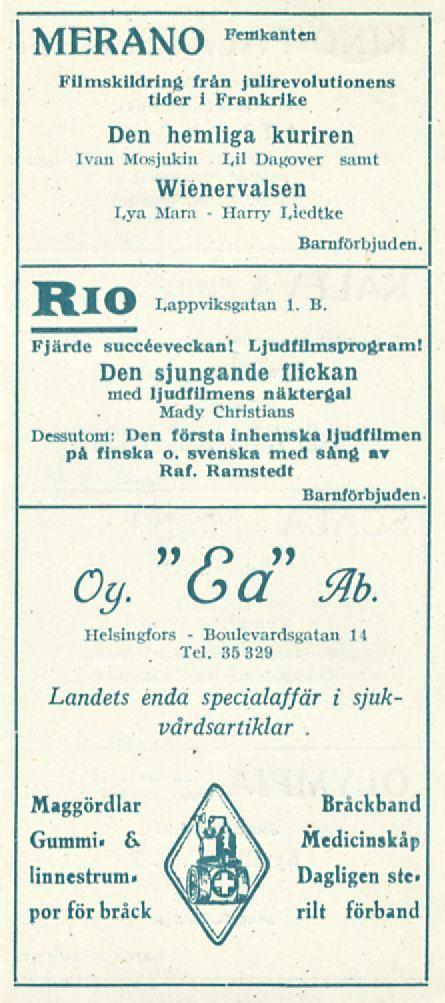 MERANO Femkanten
Filmskildring från julirevolutionens
tider i Frankrike
Den hemliga kuriren
Ivan Mosjukin Lil Dagover samt
Wienervalsen
Lya Mara - Harry Liedtke
Barnförbjuden.
RIO Lappviksgatan 1. B.
Fjärde succéeveckan! Ljudfilmsprogram!
Den sjungande flickan
med ljudfilmens näktergal
Mady Christians
Dessutom: Den första inhemska ljudfilmen
på finska o. svenska med sång av
Raf. Ramstedt
Barnförbjuden.
Oy. "Ea" Ab.
Helsingfors - Boulevardsgatan 14
Tel. 35 329
Landets enda specialaffär i sjuk-
vårdsartiklar
Maggördlar
Gummi- &
linnestrum-
por för bråck
Bråckband
Medicinskåp
Dagligen ste-
rilt förband